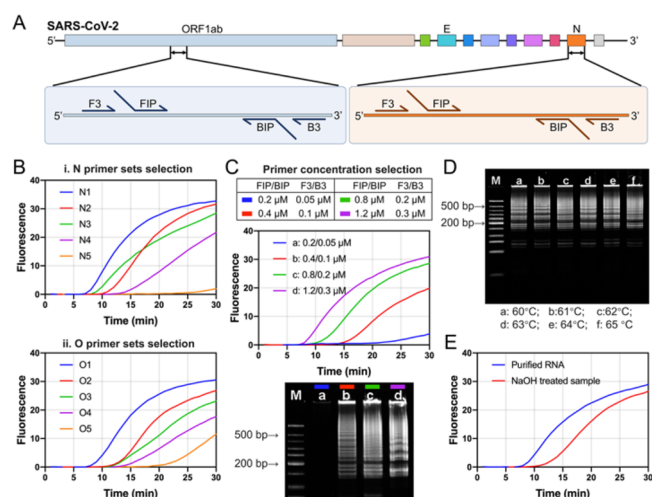 A
SARS-CoV-2
ORF1ab
E
N
5'
3'
5'
F3
FIP
BIP
B3
3'
5'
F3
FIP
BIP
B3
3'
B
i. N primer sets selection
Fluorescence
40
30
20
10
0
N1
N2
N3
N4
N5
0 5 10 15 20 25 30
Time (min)
ii. O primer sets selection
Fluorescence
40
30
20
10
0
O1
O2
O3
O4
O5
0 5 10 15 20 25 30
Time (min)
C
Primer concentration selection
FIP/BIP F3/B3 FIP/BIP F3/B3
0.2 μM 0.05 μM 0.8 μM 0.2 μM
0.4 μM 0.1 μM 1.2 μM 0.3 μM
Fluorescence
40
30
20
10
0
a: 0.2/0.05 μM
b: 0.4/0.1 μM
c: 0.8/0.2 μM
d: 1.2/0.3 μM
0 5 10 15 20 25 30
Time (min)
M a b c d
500 bp
200 bp
D
M a b c d e f
500 bp
200 bp
a: 60°C; b:61°C; c:62°C;
d: 63°C; e: 64°C; f: 65 °C
E
Fluorescence
40
30
20
10
0
Purified RNA
NaOH treated sample
0 5 10 15 20 25 30
Time (min)